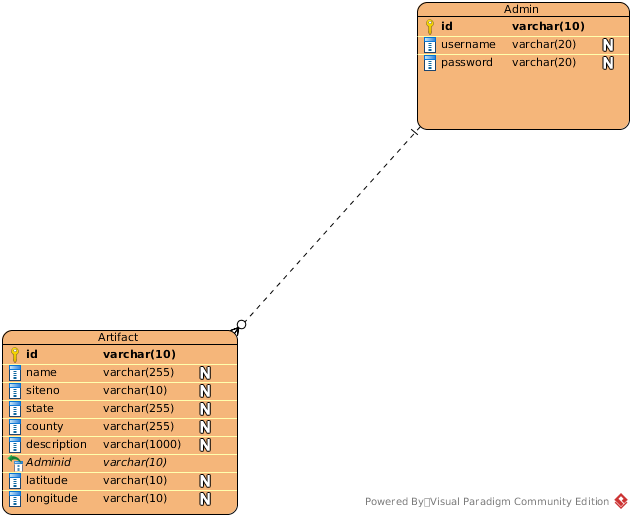 Admin
id varchar(10)
username varchar(20) N
password varchar(20) N
Artifact
id varchar(10)
name varchar(255) N
siteno varchar(10) N
state varchar(255) N
county varchar(255) N
description varchar(1000) N
Adminid varchar(10)
latitude varchar(10) N
longitude varchar(10) N
Powered By Visual Paradigm Community Edition